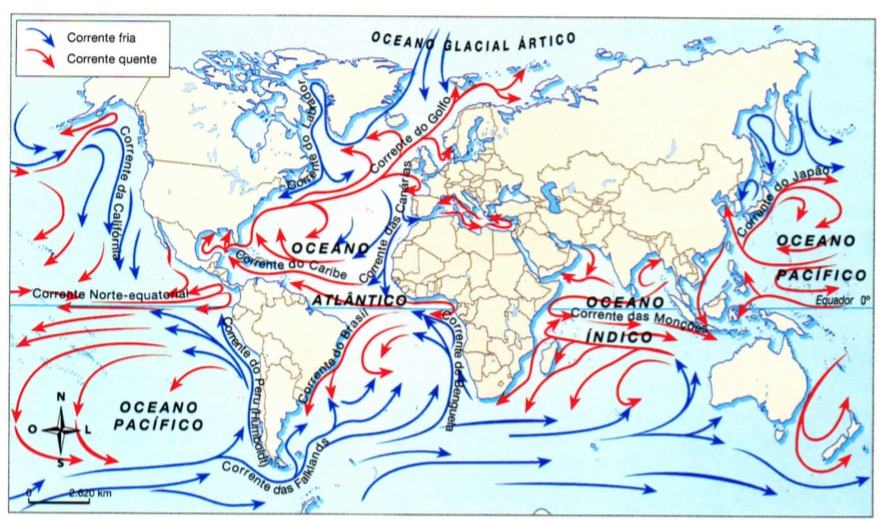 Corrente fria
Corrente quente
OCEANO GLACIAL ÁRTICO
Corrente do Labrador
Corrente do Golfo
Corrente da Califórnia
Corrente das Canárias
Corrente do Japão
OCEANO
PACÍFICO
OCEANO
ATLÂNTICO
Corrente do Caribe
Corrente Norte-equatorial
Equador 0º
OCEANO
Corrente das Monções
ÍNDICO
Corrente do Brasil
Corrente do Peru (Humboldt)
Corrente de Benguela
OCEANO
PACÍFICO
N
O
L
S
Corrente das Falklands
0 2.620 km